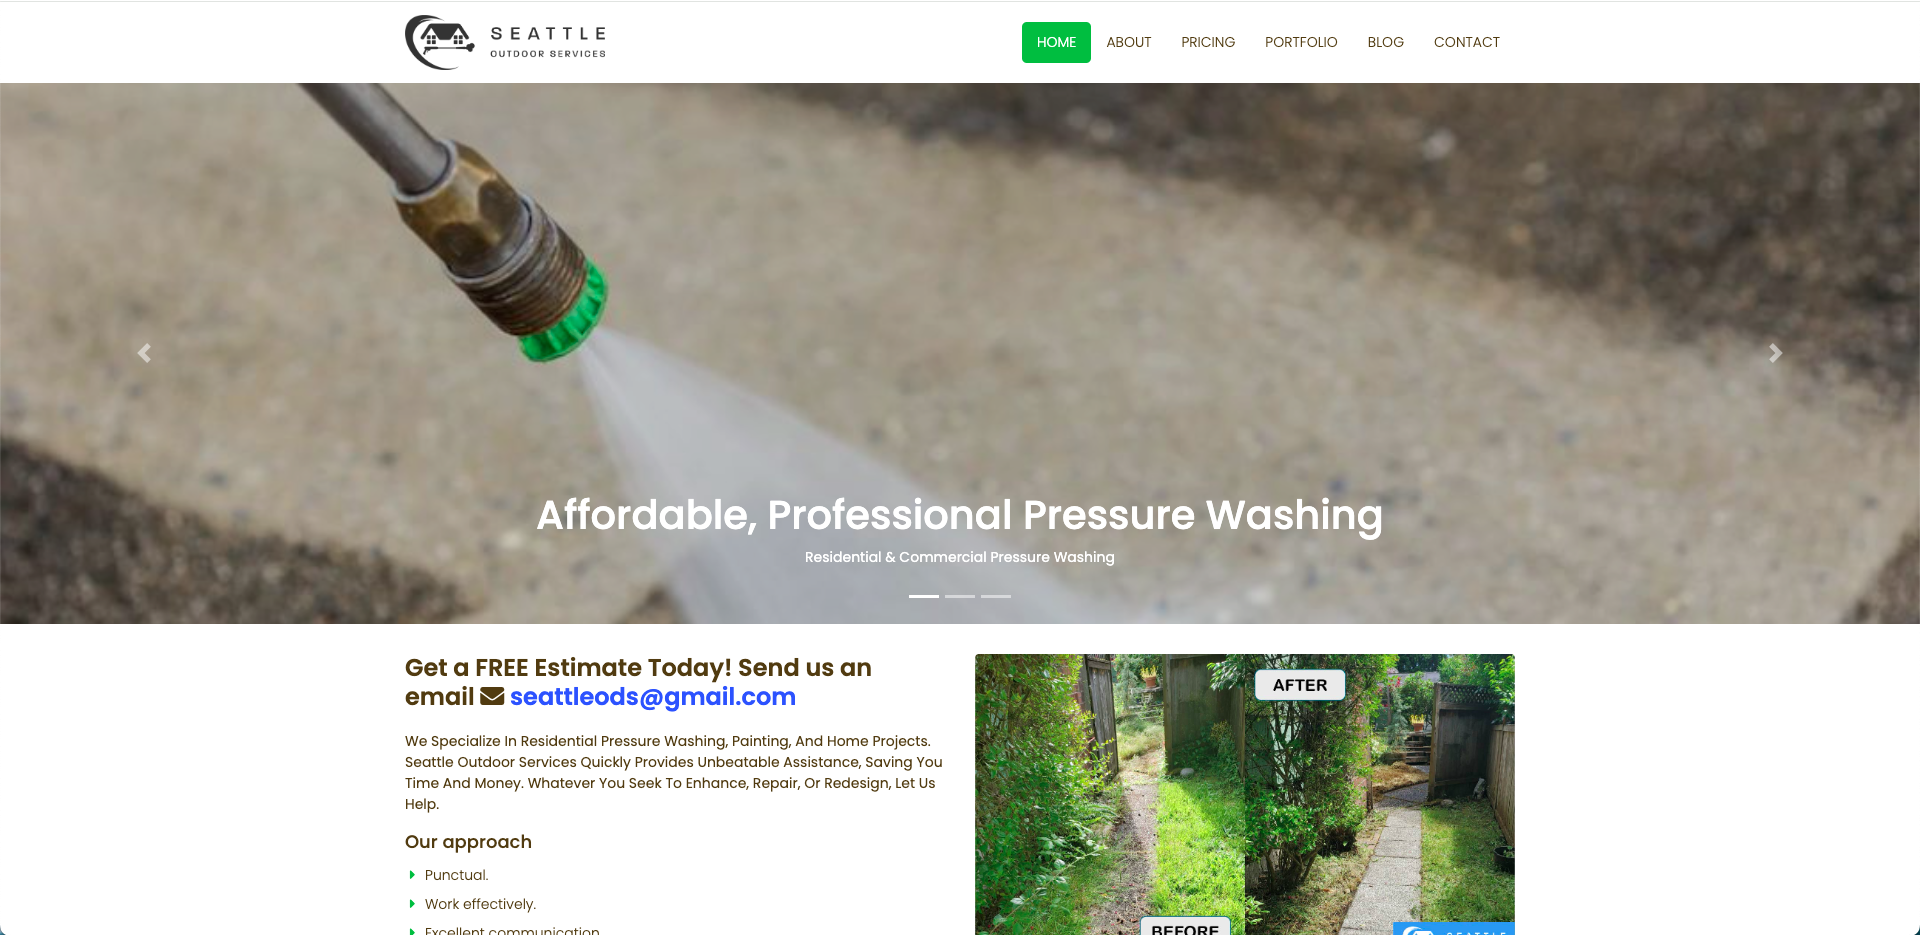 SEATTLE
OUTDOOR SERVICES
HOME ABOUT PRICING PORTFOLIO BLOG CONTACT
Affordable, Professional Pressure Washing
Residential & Commercial Pressure Washing
Get a FREE Estimate Today! Send us an
email seattleods@gmail.com
We Specialize In Residential Pressure Washing, Painting, And Home Projects.
Seattle Outdoor Services Quickly Provides Unbeatable Assistance, Saving You
Time And Money. Whatever You Seek To Enhance, Repair, Or Redesign, Let Us
Help.
Our approach
Punctual.
Work effectively.
Excellent communication
AFTER
BEFORE
SEATTLE